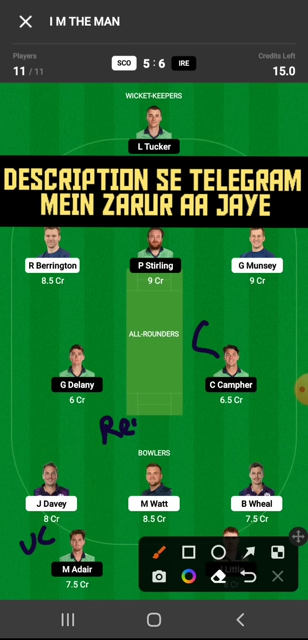 I M THE MAN
Players
11 / 11
SCO 5 : 6 IRE
Credits Left
15.0
WICKET-KEEPERS
L Tucker
DESCRIPTION SE TELEGRAM
MEIN ZARUR AA JAYE
R Berrington P Stirling G Munsey
8.5 Cr 9 Cr 9 Cr
ALL-ROUNDERS
C
G Delany C Campher
6 Cr 6.5 Cr
BOWLERS
J Davey M Watt B Wheal
8 Cr 8.5 Cr 7.5 Cr
VC
M Adair J Little
7.5 Cr